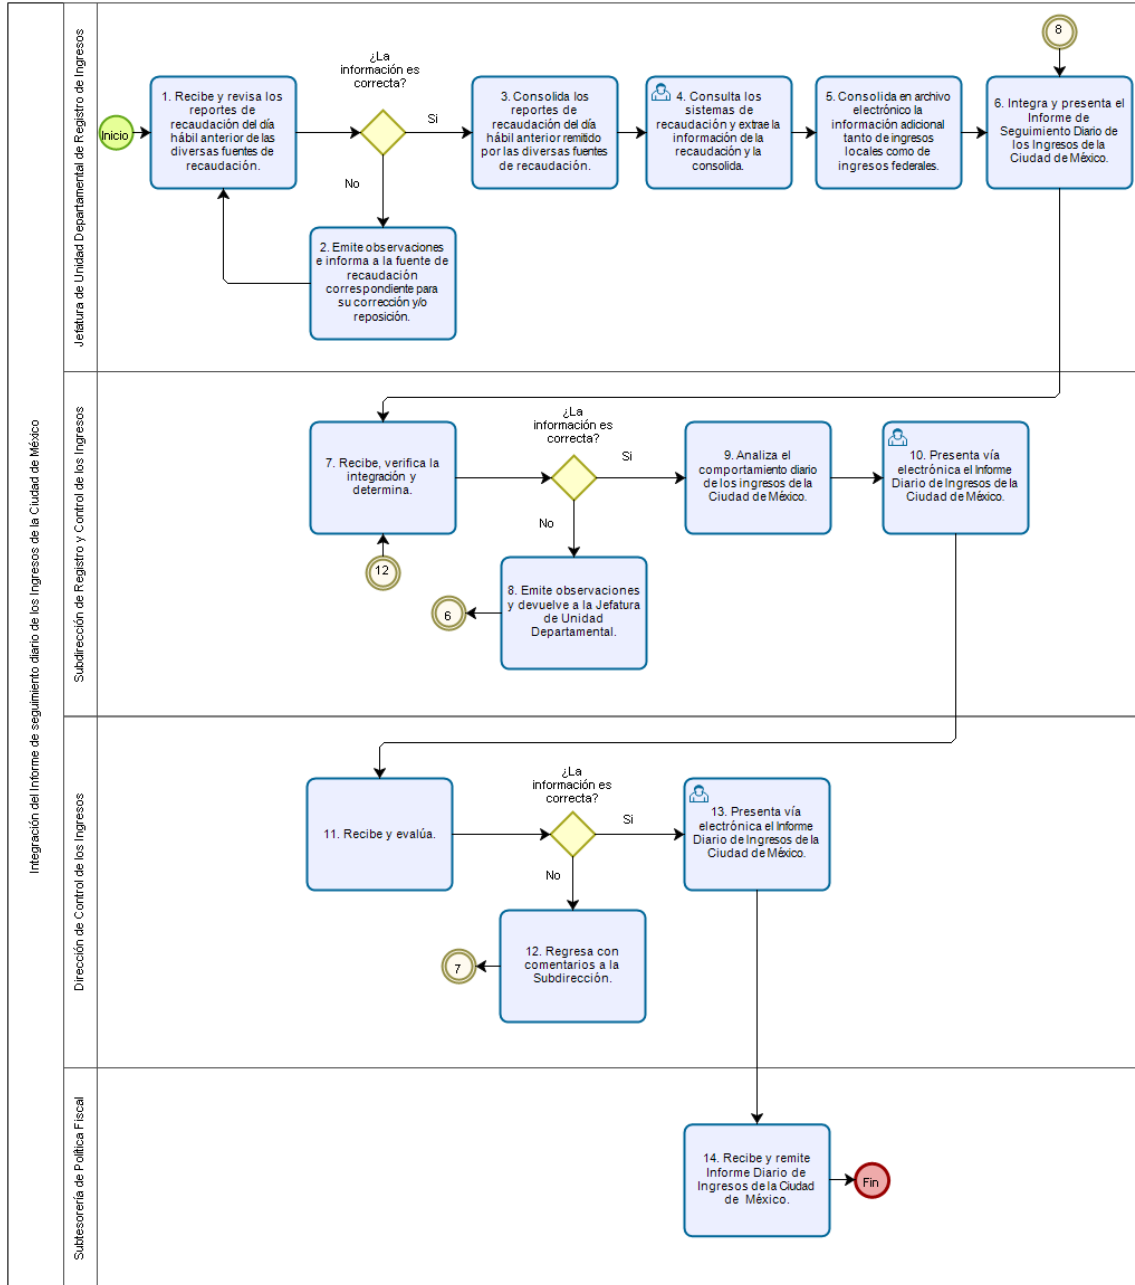 Integración del Informe de seguimiento diario de los Ingresos de la Ciudad de México
Jefatura de Unidad Departamental de Registro de Ingresos
Inicio
1. Recibe y revisa los
reportes de
recaudación del día
hábil anterior de las
diversas fuentes de
recaudación.
¿La
información es
correcta?
Si
No
2. Emite observaciones
e informa a la fuente de
recaudación
correspondiente para
su corrección y/o
reposición.
3. Consolida los
reportes de
recaudación del día
hábil anterior remitido
por las diversas fuentes
de recaudación.
4. Consulta los
sistemas de
recaudación y extrae la
información de la
recaudación y la
consolida.
5. Consolida en archivo
electrónico la
información adicional
tanto de ingresos
locales como de
ingresos federales.
8
6. Integra y presenta el
Informe de
Seguimiento Diario de
los Ingresos de la
Ciudad de México.
Subdirección de Registro y Control de los Ingresos
7. Recibe, verifica la
integración y
determina.
12
¿La
información es
correcta?
Si
No
8. Emite observaciones
y devuelve a la Jefatura
de Unidad
Departamental.
6
9. Analiza el
comportamiento diario
de los ingresos de la
Ciudad de México.
10. Presenta vía
electrónica el Informe
Diario de Ingresos de la
Ciudad de México.
Dirección de Control de los Ingresos
11. Recibe y evalúa.
¿La
información es
correcta?
Si
No
12. Regresa con
comentarios a la
Subdirección.
7
13. Presenta vía
electrónica el Informe
Diario de Ingresos de la
Ciudad de México.
Subtesorería de Política Fiscal
14. Recibe y remite
Informe Diario de
Ingresos de la Ciudad
de México.
Fin